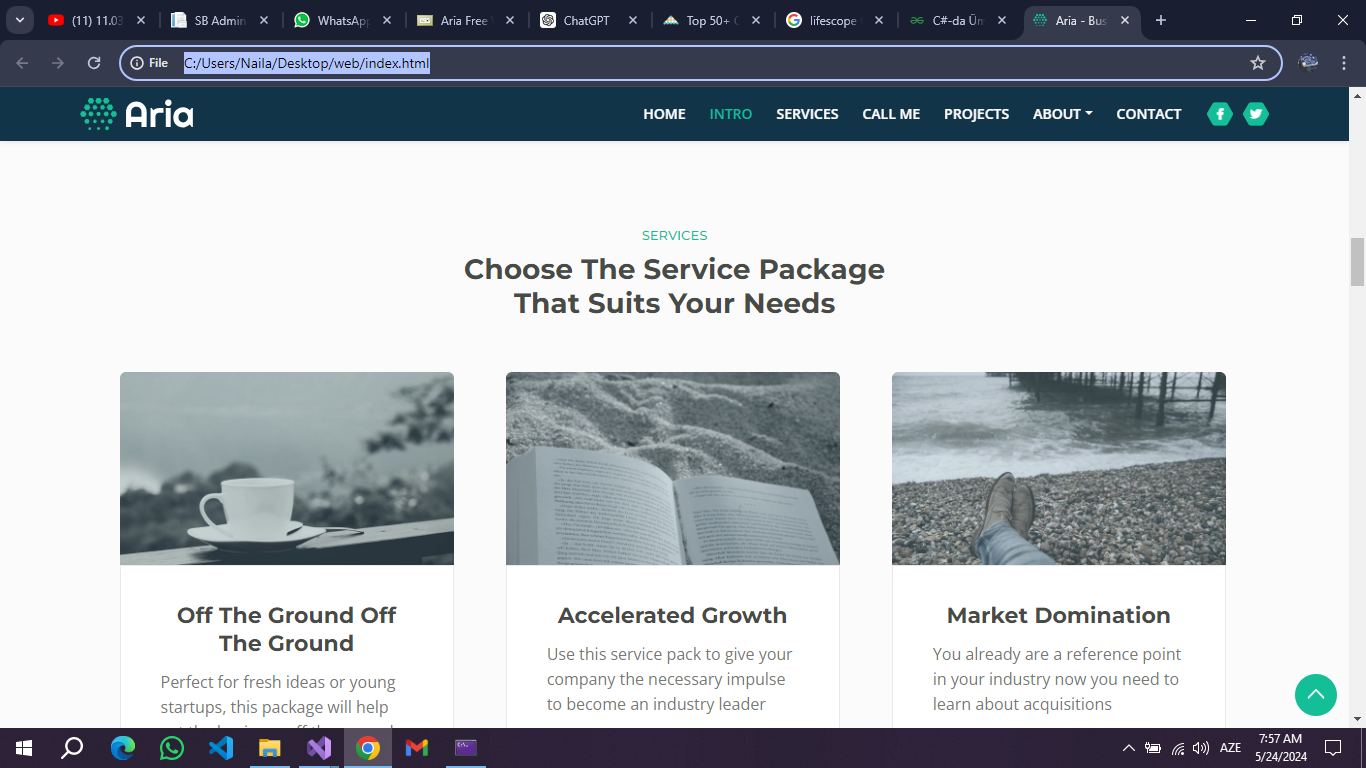 (11) 11.03
SB Admin
WhatsApp
Aria Free
ChatGPT
Top 50+
lifescope
C#-da Üm
Aria - Bus
File
C:/Users/Naila/Desktop/web/index.html
Aria
HOME
INTRO
SERVICES
CALL ME
PROJECTS
ABOUT
CONTACT
SERVICES
Choose The Service Package
That Suits Your Needs
Off The Ground Off
The Ground
Perfect for fresh ideas or young
startups, this package will help
Accelerated Growth
Use this service pack to give your
company the necessary impulse
to become an industry leader
Market Domination
You already are a reference point
in your industry now you need to
learn about acquisitions
AZE
7:57 AM
5/24/2024